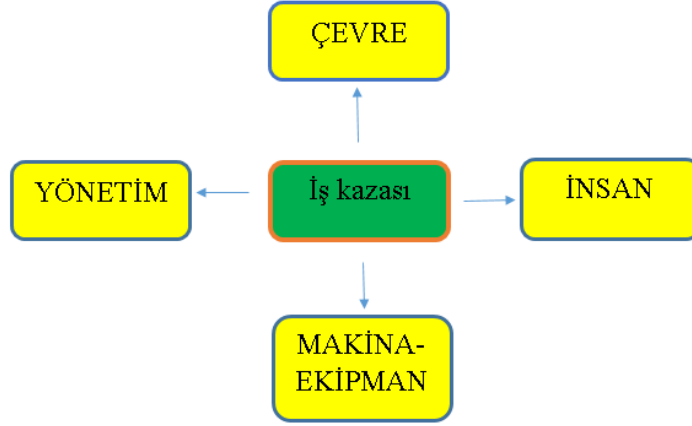 ÇEVRE
YÖNETİM
İş kazası
İNSAN
MAKİNA-
EKİPMAN